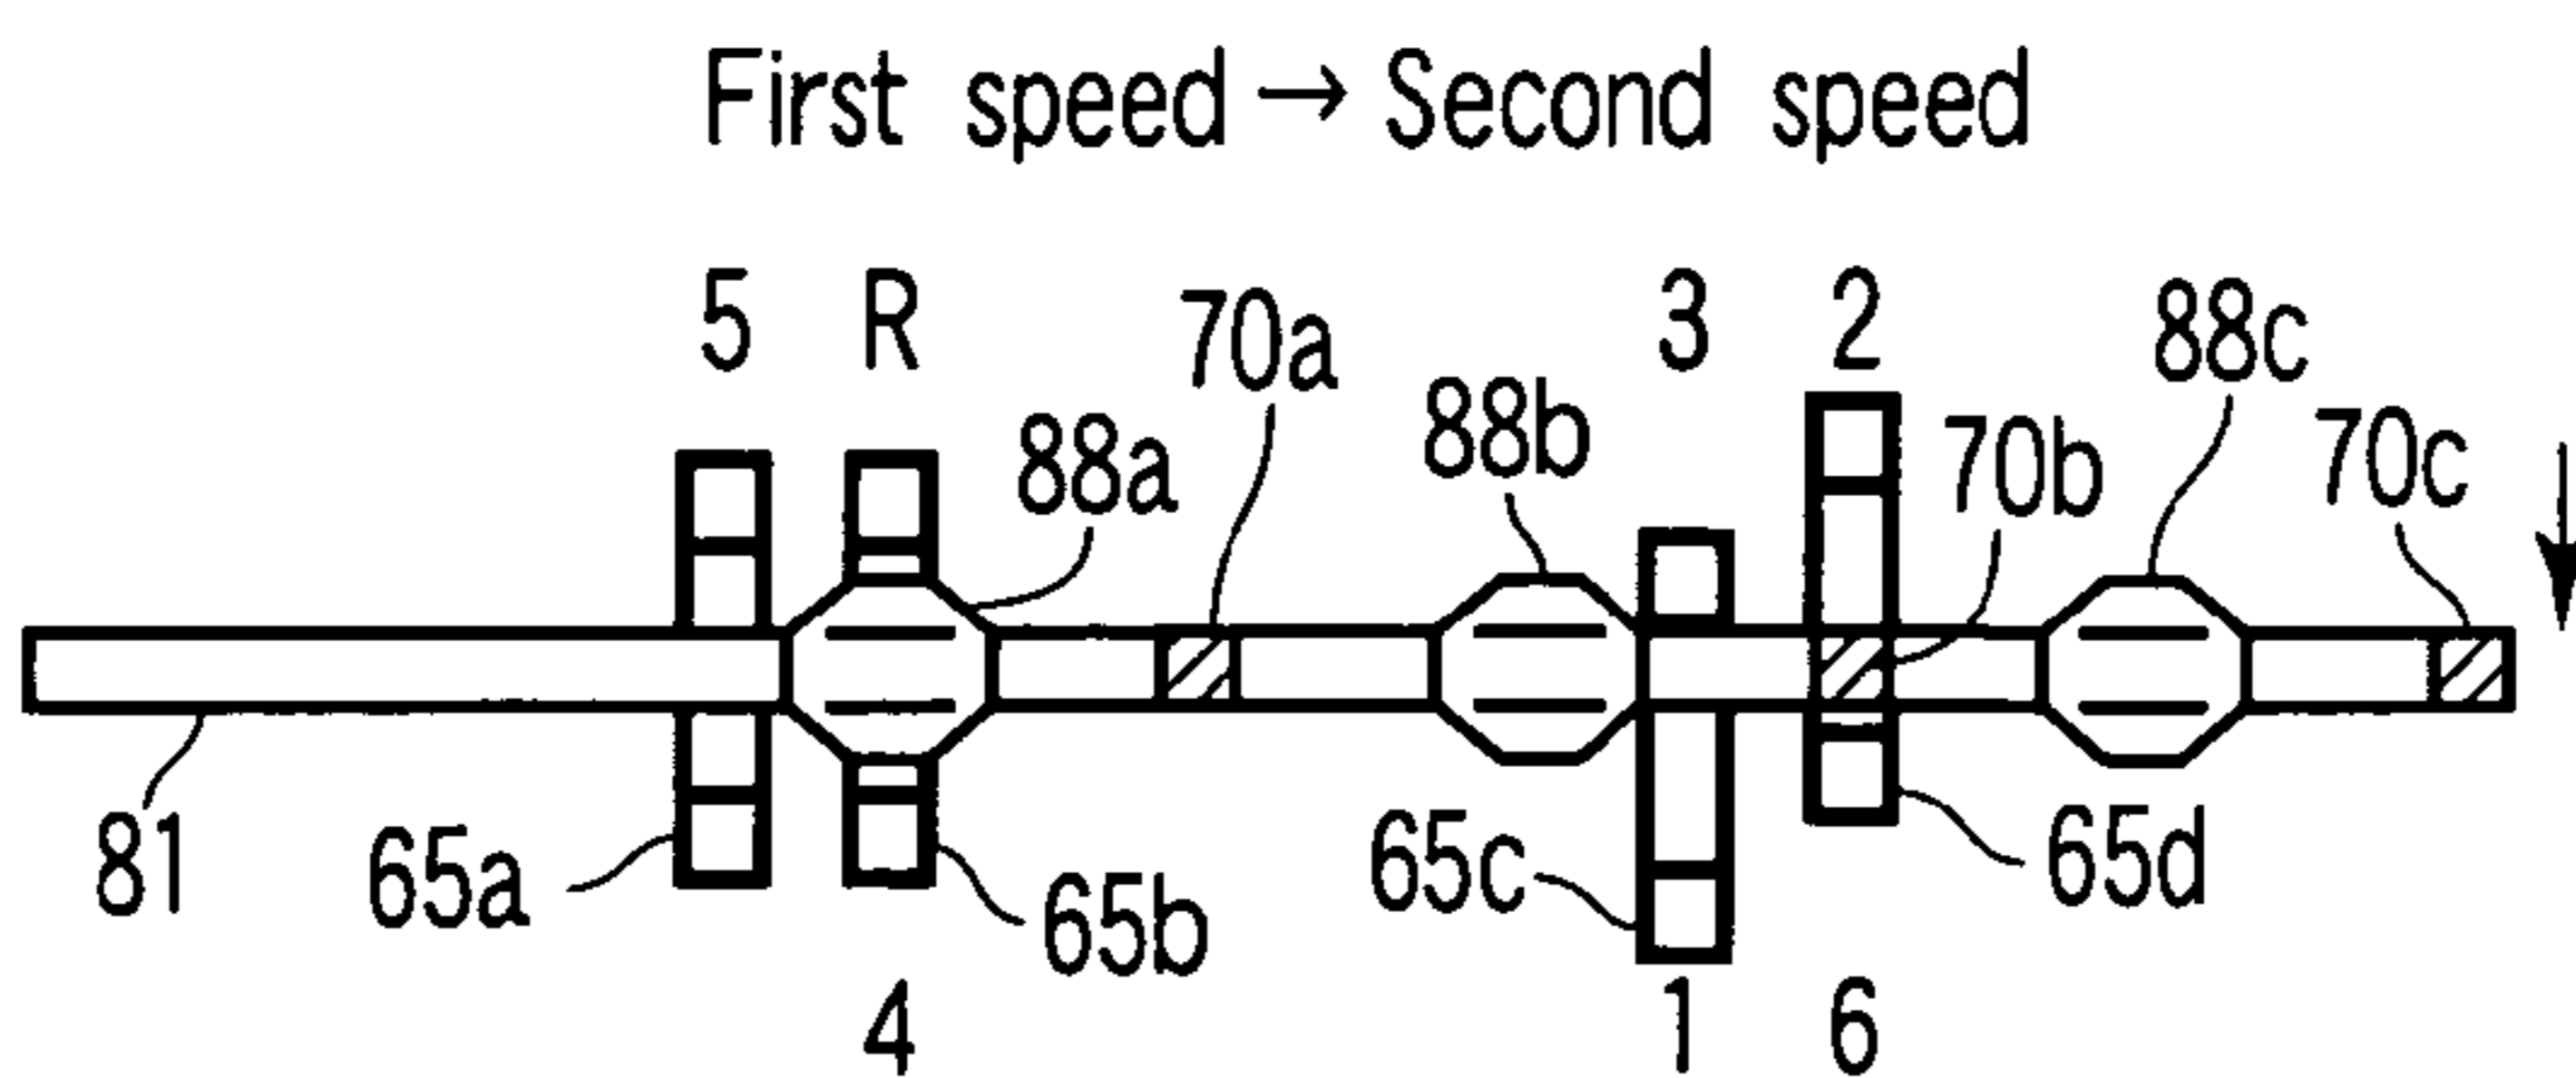 First speed → Second speed
5 R 70a 3 2 88c
88a 88b 70b 70c
81 65a 65b 65c 65d
4 1 6